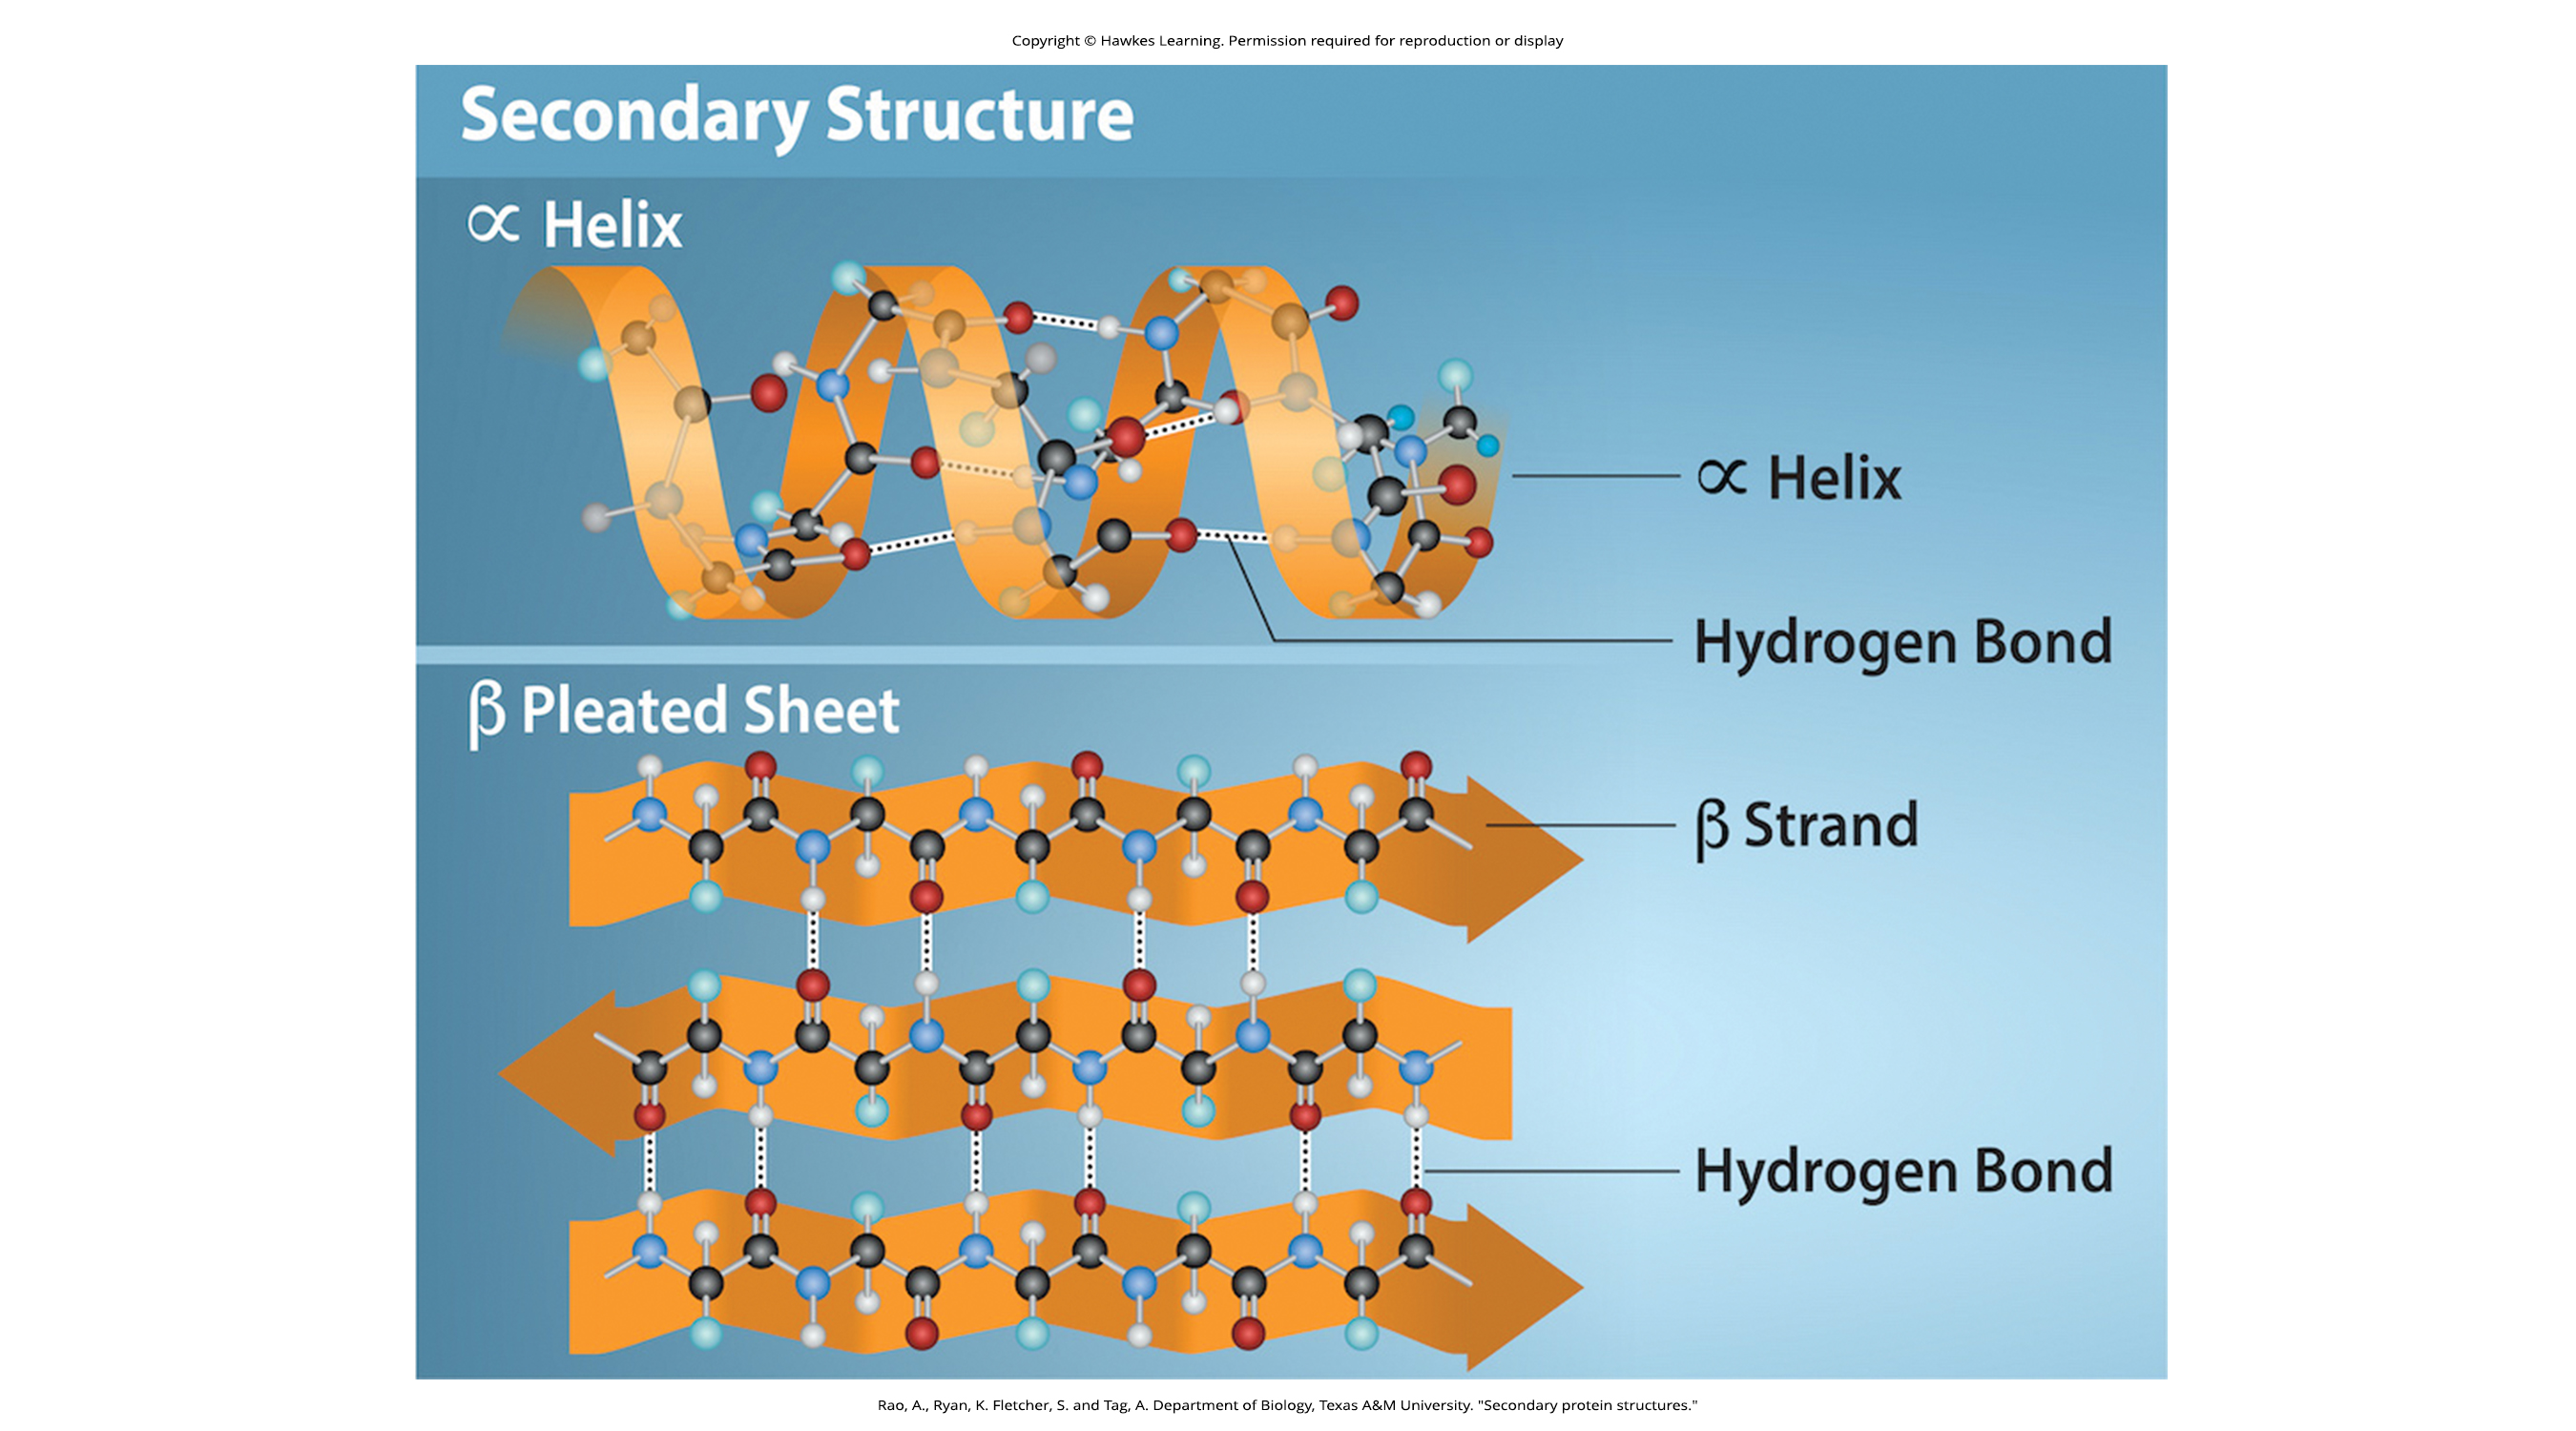 Copyright © Hawkes Learning. Permission required for reproduction or display
Secondary Structure
∝ Helix
∝ Helix
Hydrogen Bond
β Pleated Sheet
β Strand
Hydrogen Bond
Rao, A., Ryan, K. Fletcher, S. and Tag, A. Department of Biology, Texas A&M University. "Secondary protein structures."